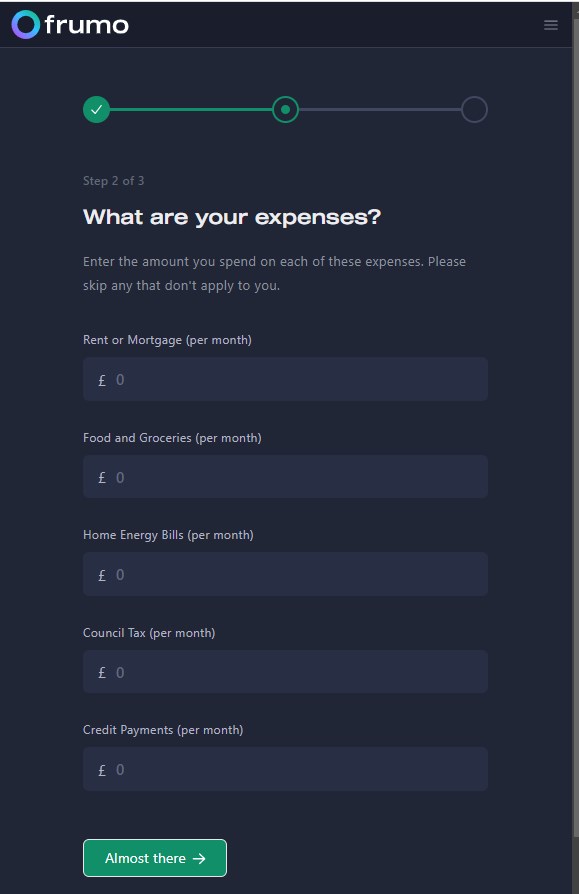 frumo
Step 2 of 3
What are your expenses?
Enter the amount you spend on each of these expenses. Please
skip any that don't apply to you.
Rent or Mortgage (per month)
£ 0
Food and Groceries (per month)
£ 0
Home Energy Bills (per month)
£ 0
Council Tax (per month)
£ 0
Credit Payments (per month)
£ 0
Almost there →